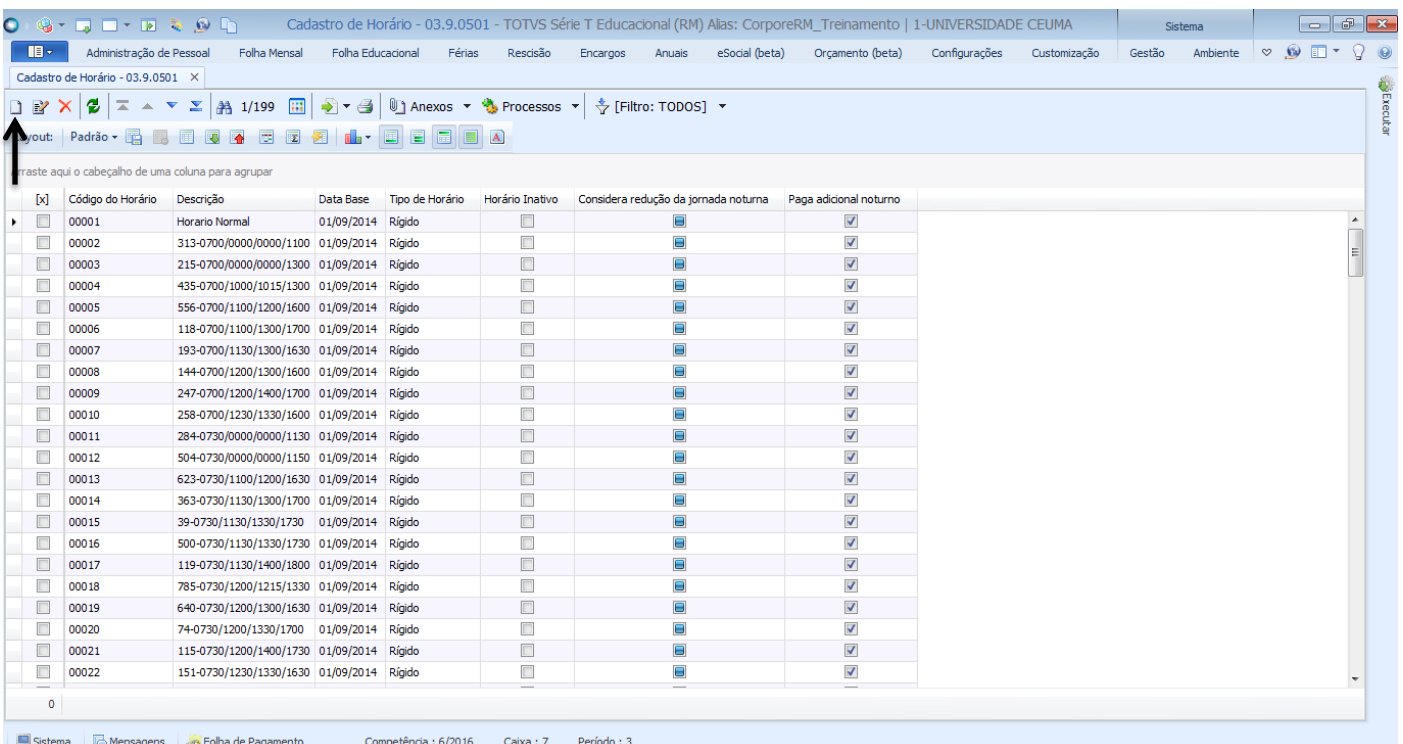 Cadastro de Horário - 03.9.0501 - TOTVS Série T Educacional (RM) Alias: CorporeRM_Treinamento | 1-UNIVERSIDADE CEUMA Sistema
Administração de Pessoal Folha Mensal Folha Educacional Férias Rescisão Encargos Anuais eSocial (beta) Orçamento (beta) Configurações Customização Gestão Ambiente
Cadastro de Horário - 03.9.0501
1/199 Anexos Processos [Filtro: TODOS]
Executar
yout: Padrão
rraste aqui o cabeçalho de uma coluna para agrupar
[x] Código do Horário Descrição Data Base Tipo de Horário Horário Inativo Considera redução da jornada noturna Paga adicional noturno
00001 Horario Normal 01/09/2014 Rígido
00002 313-0700/0000/0000/1100 01/09/2014 Rígido
00003 215-0700/0000/0000/1300 01/09/2014 Rígido
00004 435-0700/1000/1015/1300 01/09/2014 Rígido
00005 556-0700/1100/1200/1600 01/09/2014 Rígido
00006 118-0700/1100/1300/1700 01/09/2014 Rígido
00007 193-0700/1130/1300/1630 01/09/2014 Rígido
00008 144-0700/1200/1300/1600 01/09/2014 Rígido
00009 247-0700/1200/1400/1700 01/09/2014 Rígido
00010 258-0700/1230/1330/1600 01/09/2014 Rígido
00011 284-0730/0000/0000/1130 01/09/2014 Rígido
00012 504-0730/0000/0000/1150 01/09/2014 Rígido
00013 623-0730/1100/1200/1630 01/09/2014 Rígido
00014 363-0730/1130/1300/1700 01/09/2014 Rígido
00015 39-0730/1130/1330/1730 01/09/2014 Rígido
00016 500-0730/1130/1330/1730 01/09/2014 Rígido
00017 119-0730/1130/1400/1800 01/09/2014 Rígido
00018 785-0730/1200/1215/1330 01/09/2014 Rígido
00019 640-0730/1200/1300/1630 01/09/2014 Rígido
00020 74-0730/1200/1330/1700 01/09/2014 Rígido
00021 115-0730/1200/1400/1730 01/09/2014 Rígido
00022 151-0730/1230/1330/1630 01/09/2014 Rígido
0
Sistema Mensagens Folha de Pagamento Competência : 6/2016 Caixa : 7 Período : 3